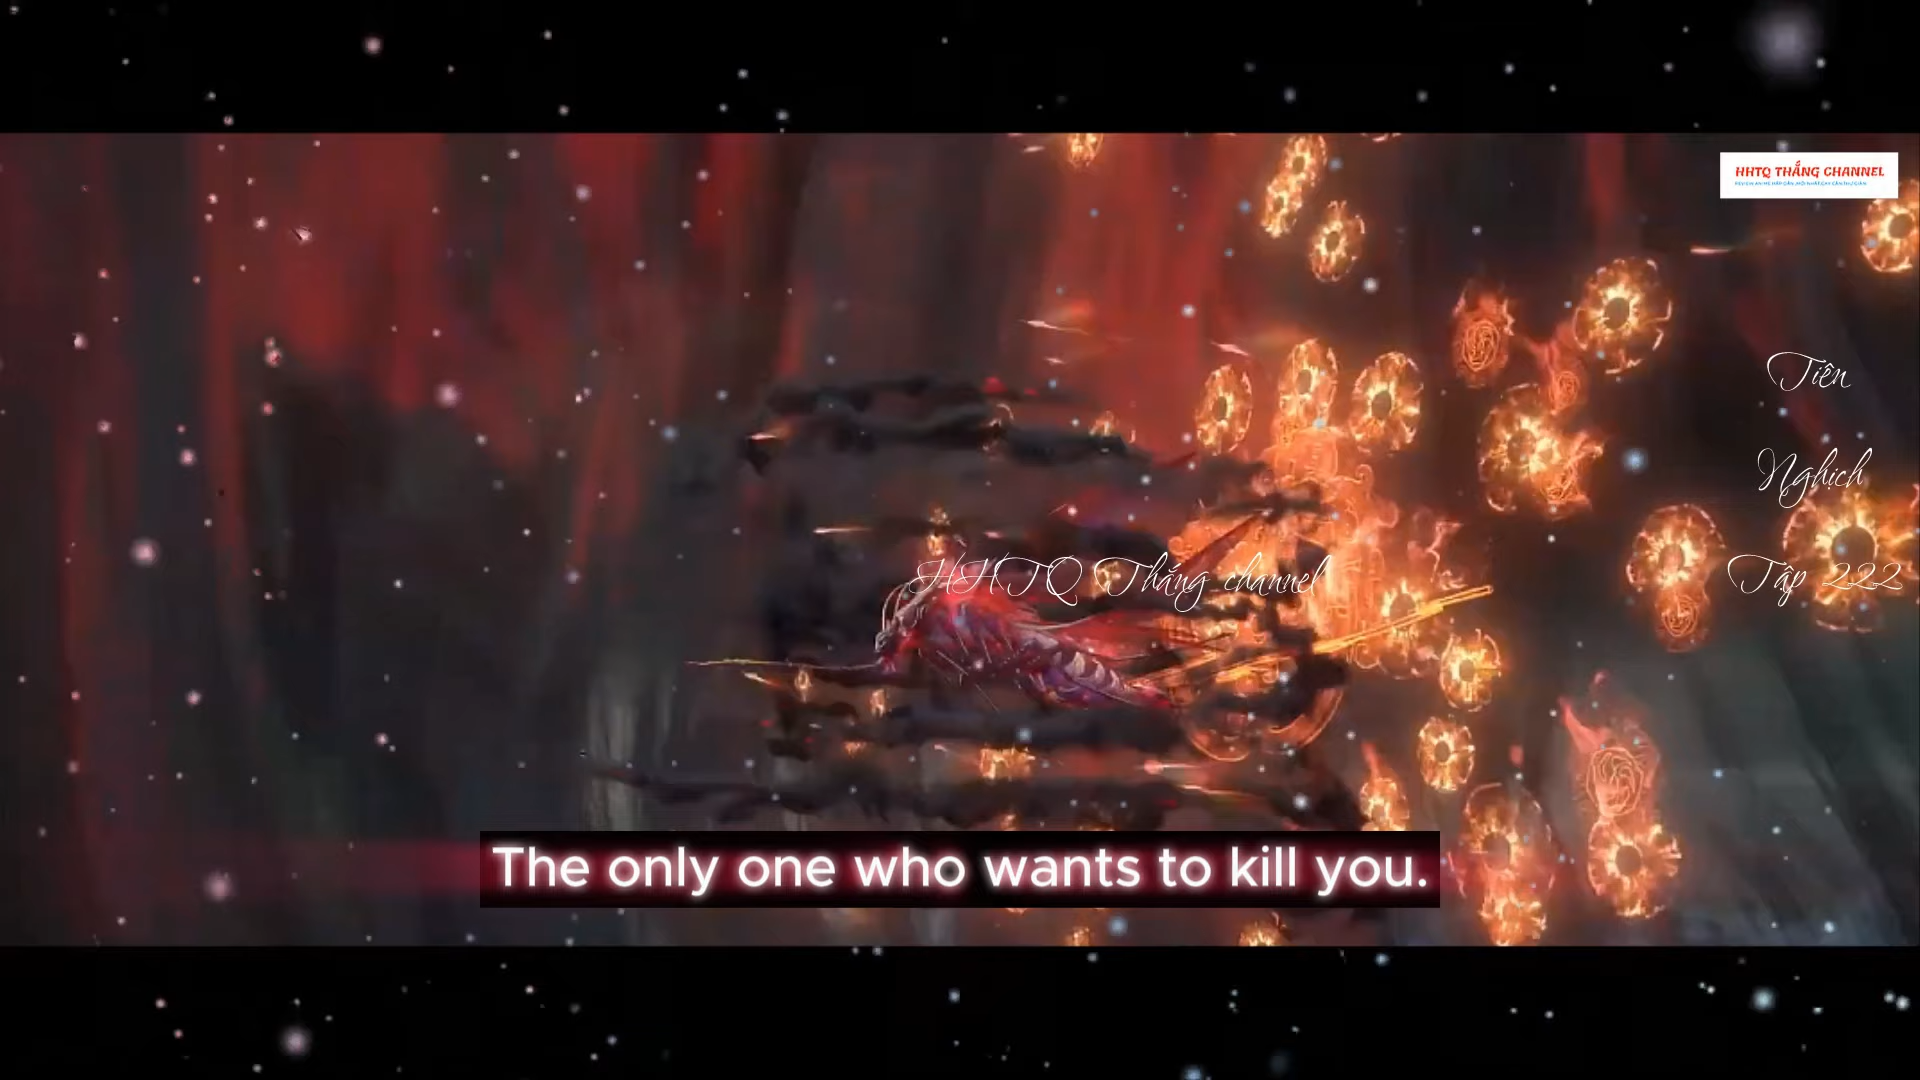 HHTQ THẮNG CHANNEL
Tiên
Nghịch
Tập 222
HHTQ Thắng channel
The only one who wants to kill you.